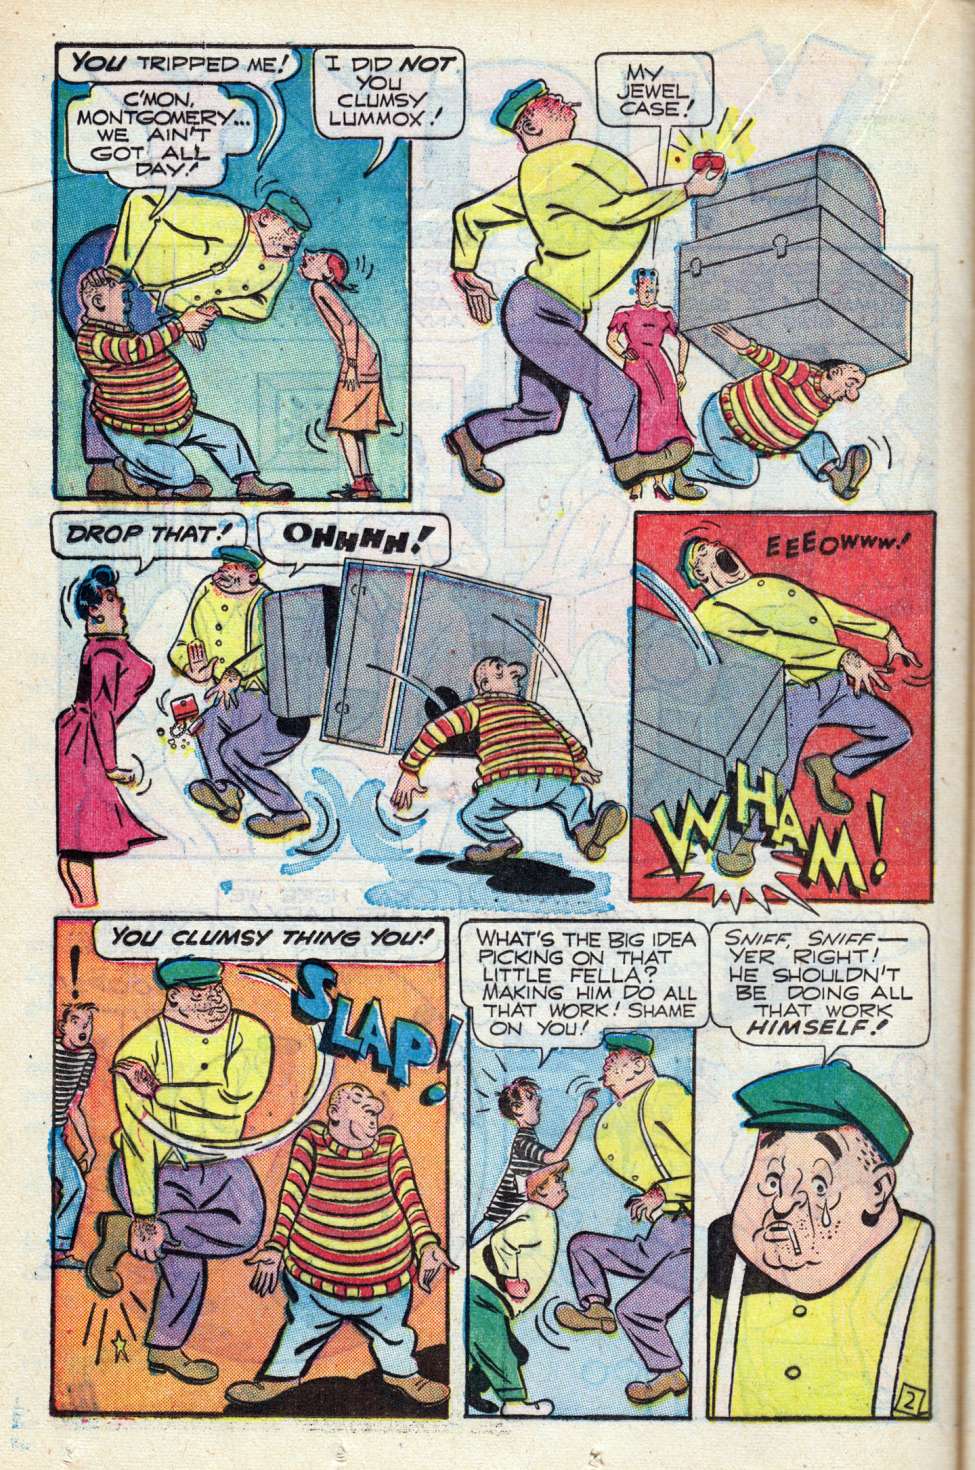 YOU TRIPPED ME!
C'MON,
MONTGOMERY...
WE AIN'T
GOT ALL
DAY!
I DID NOT
YOU
CLUMSY
LUMMOX!
MY
JEWEL
CASE!
DROP THAT!
OHHHH!
EEEOWWW!
WHAM!
YOU CLUMSY THING YOU!
!
SLAP!
WHAT'S THE BIG IDEA
PICKING ON THAT
LITTLE FELLA?
MAKING HIM DO ALL
THAT WORK! SHAME
ON YOU!
SNIFF, SNIFF—
YER RIGHT!
HE SHOULDN'T
BE DOING ALL
THAT WORK
HIMSELF!
2